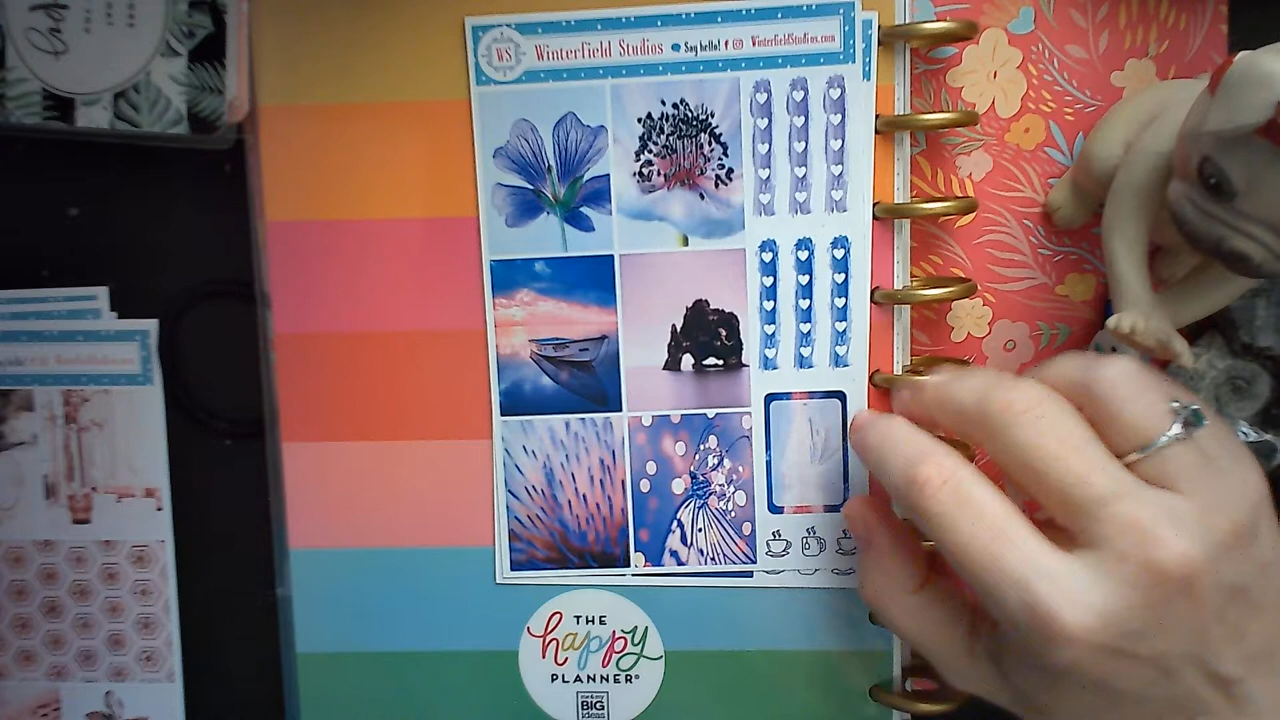 WS Winterfield Studios Say hello! WinterfieldStudios.com
THE
happy
PLANNER®
me & my
BIG
ideas